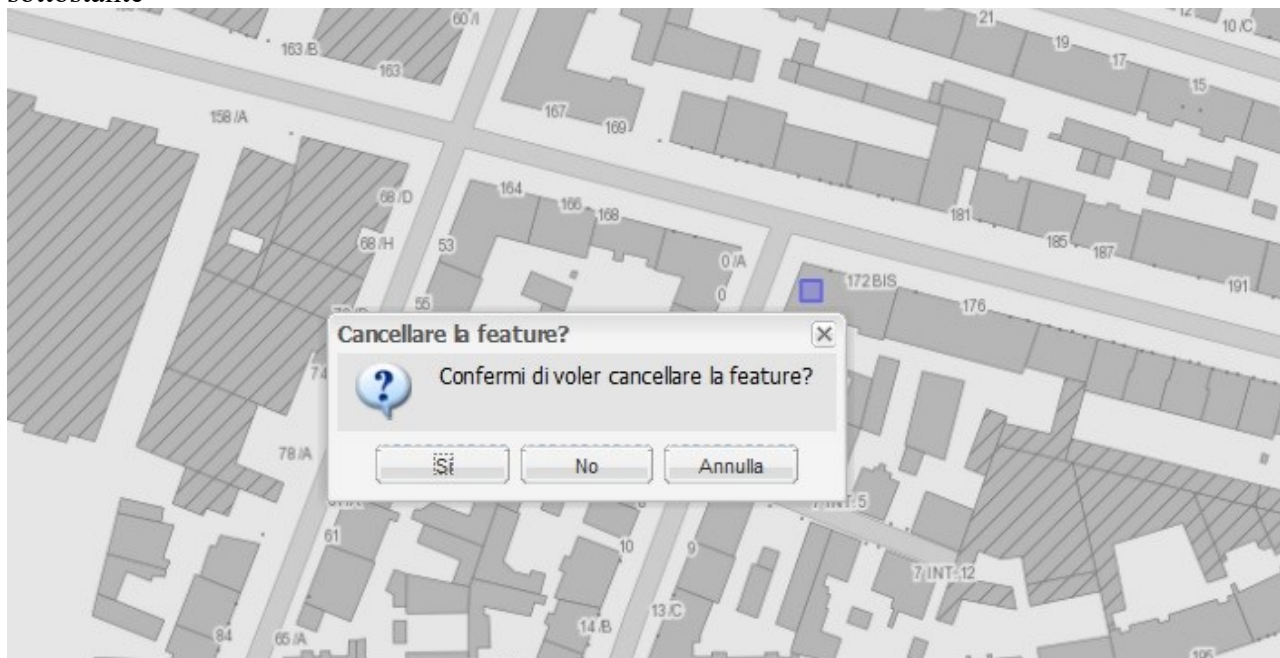 sottostante
60 /I
21
12
10 /C
163 /B
163
19
17
15
158 /A
167
169
68 /D
164
166
168
181
68 /H
53
185
187
0 /A
0
172 BIS
191
55
176
Cancellare la feature?
Confermi di voler cancellare la feature?
Sì
No
Annulla
78 /A
7 INT. 5
61
10
9
7 INT. 12
13 /C
14 /B
84
65 /A
195